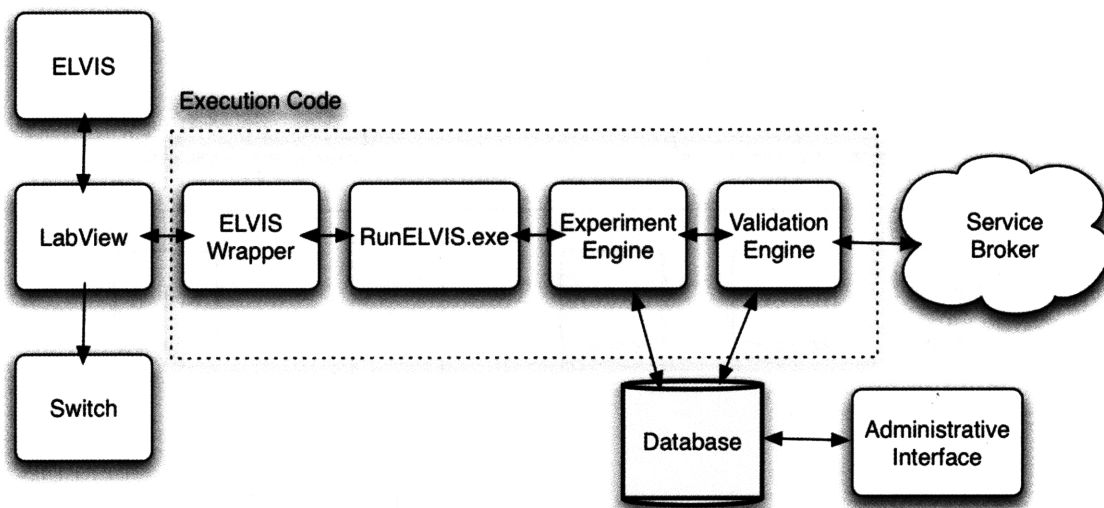 ELVIS
Execution Code
LabView
ELVIS
Wrapper
RunELVIS.exe
Experiment
Engine
Validation
Engine
Service
Broker
Switch
Database
Administrative
Interface